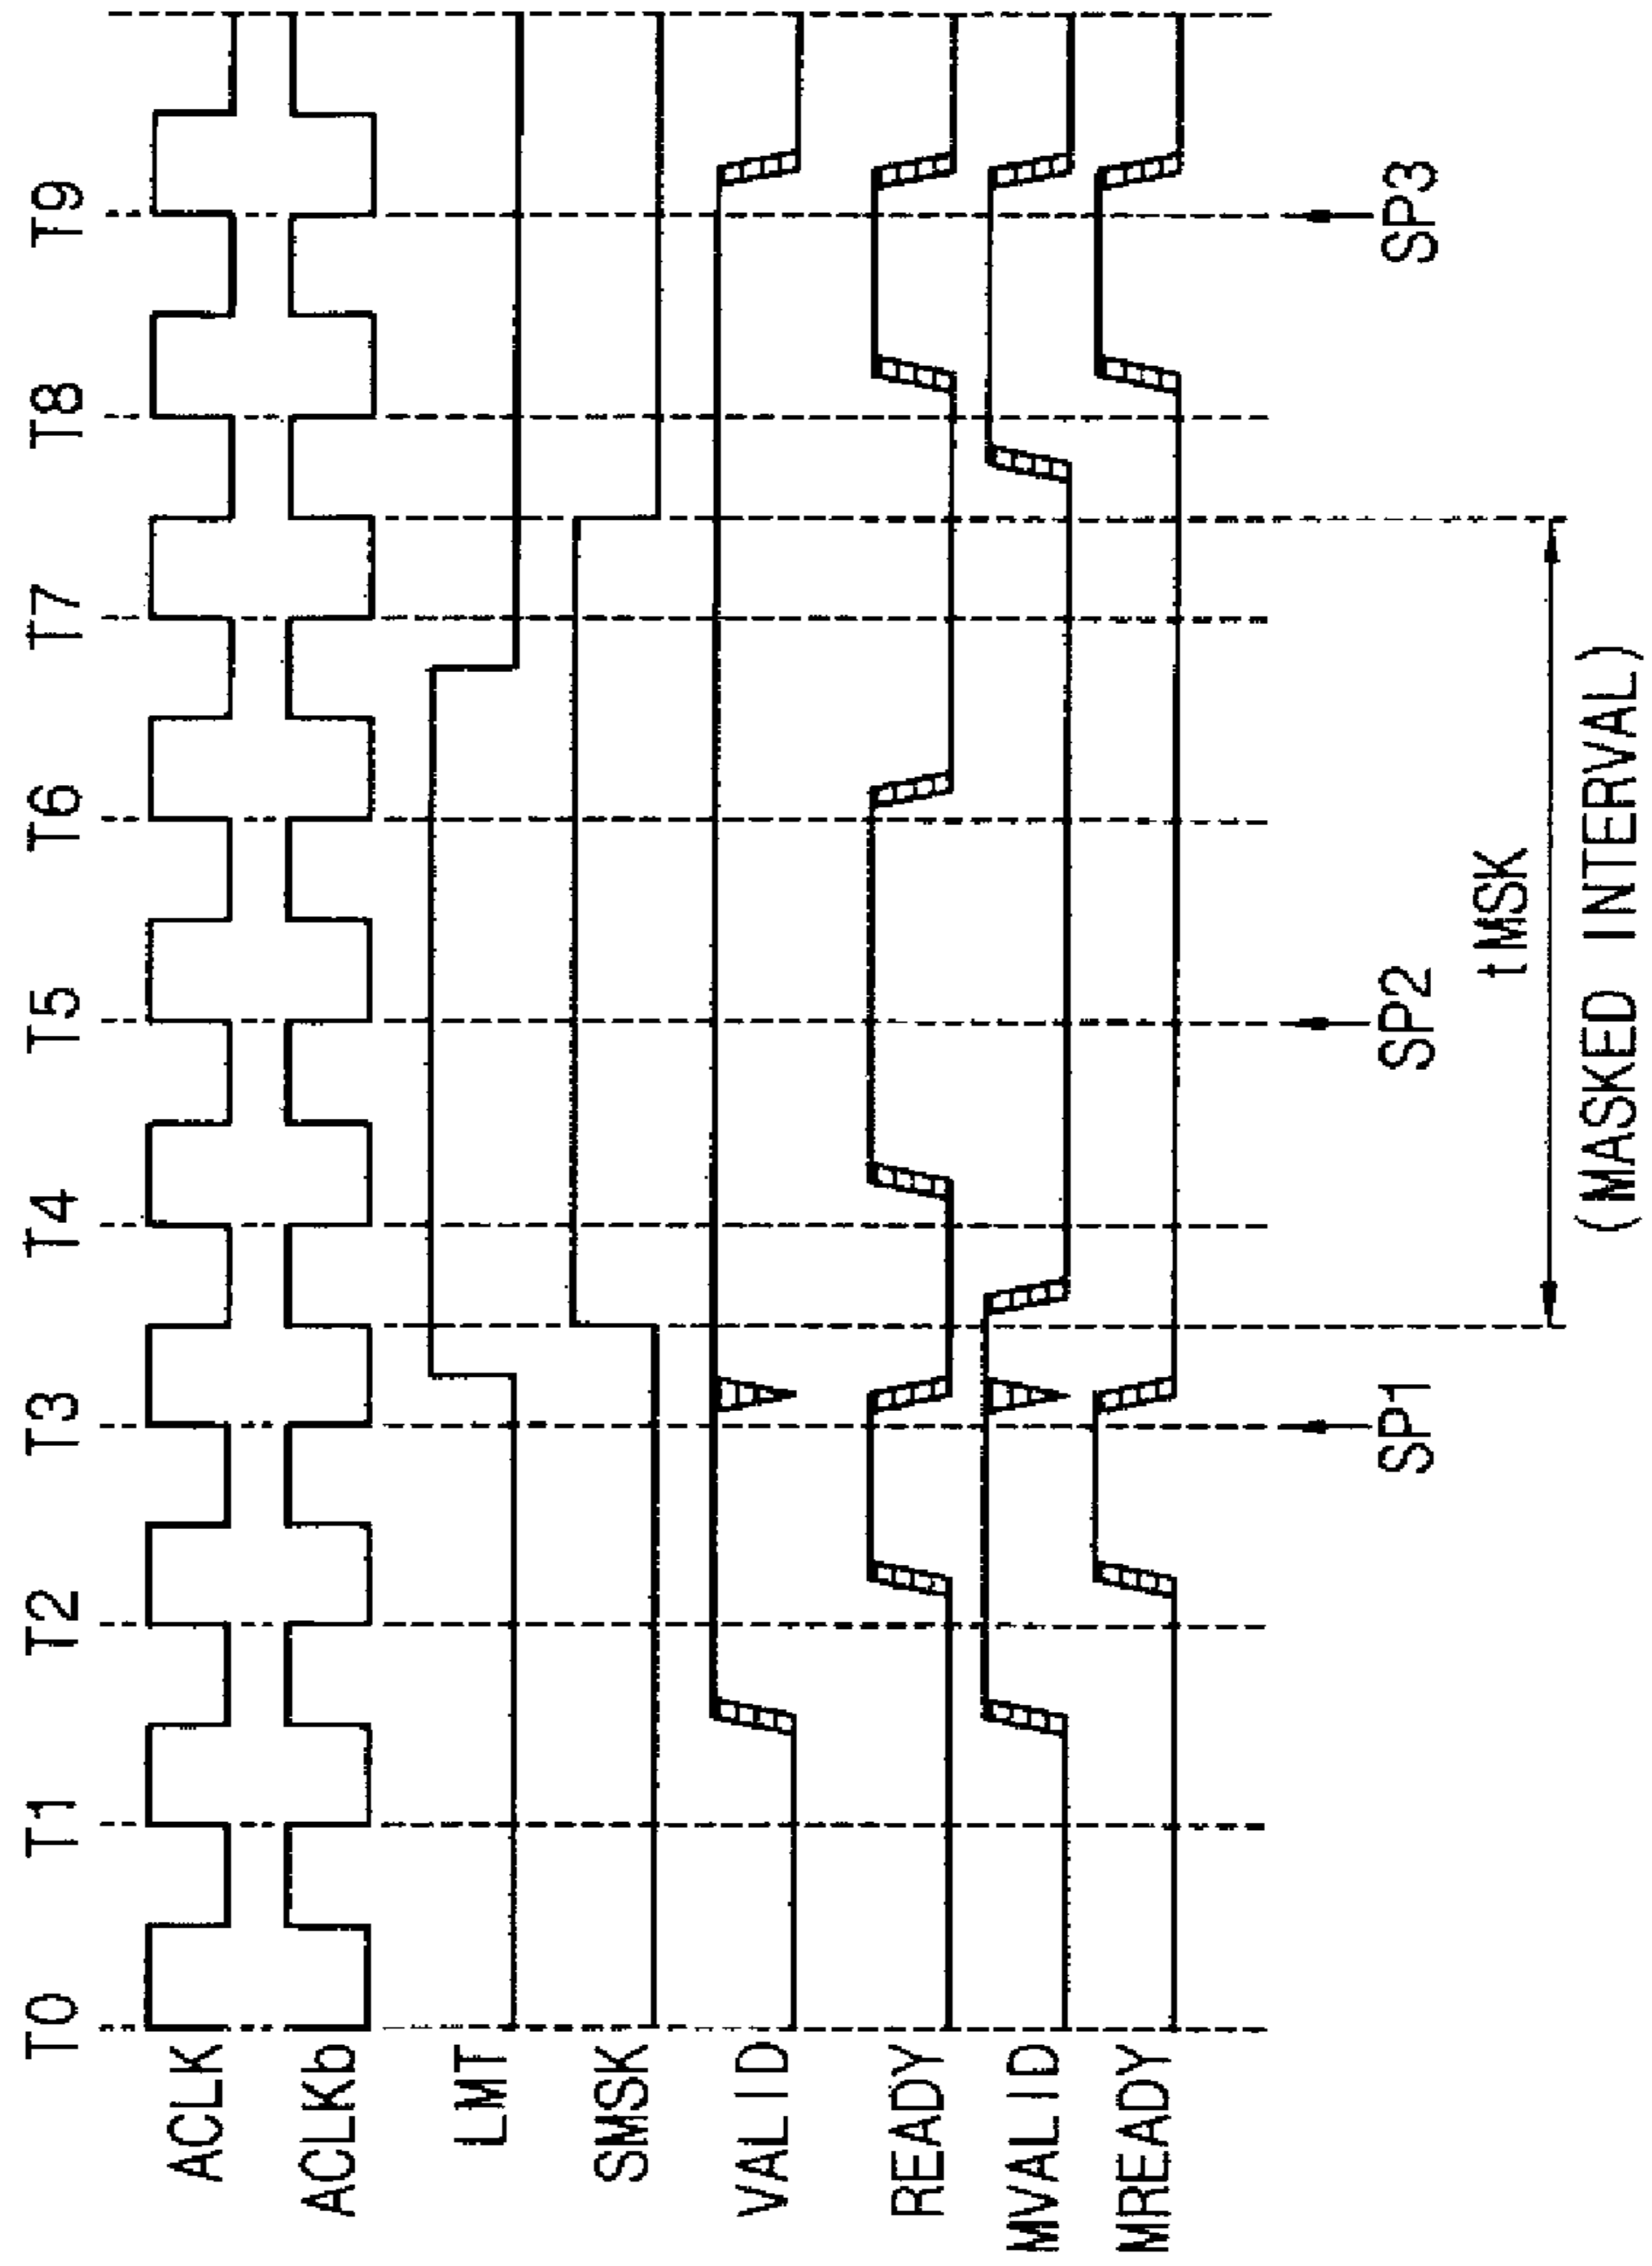 T0 T1 T2 T3 T4 T5 T6 T7 T8 T9
ACLK
ACLKb
LMT
SMSK
VALID
READY
MVALID
MREADY
SP1 SP2 SP3
tMSK
(MASKED INTERVAL)